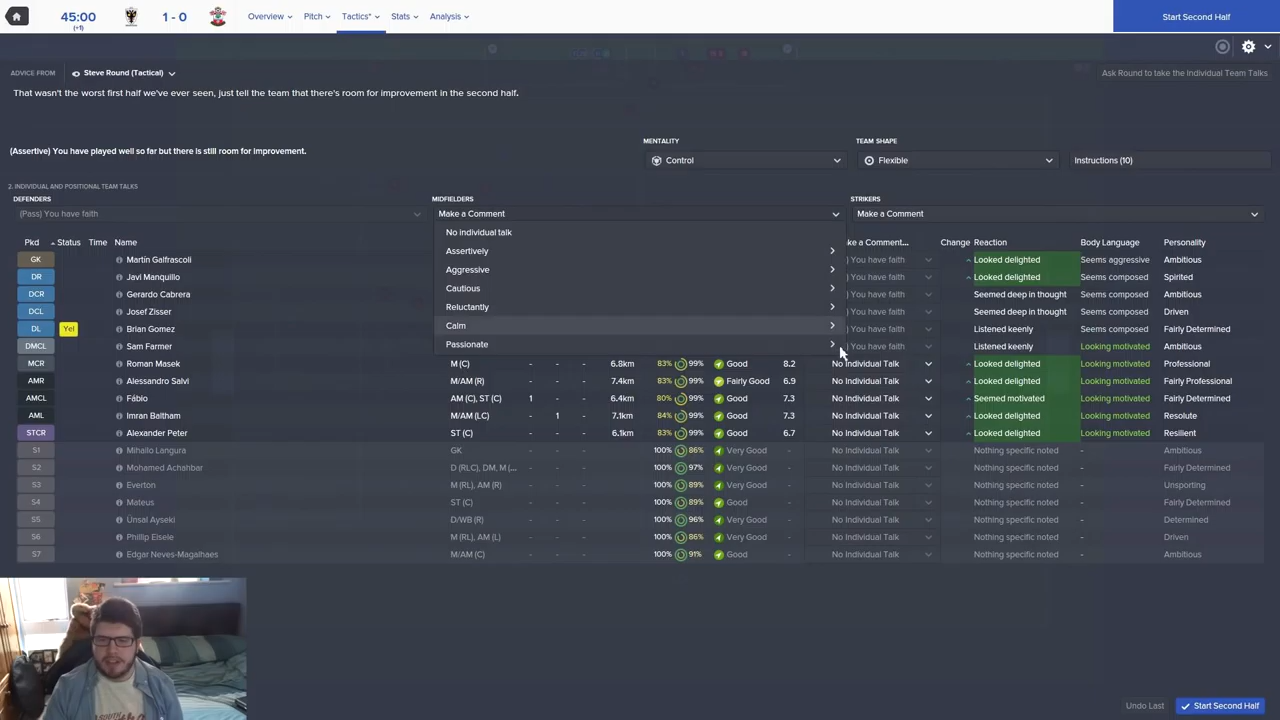 45:00
(+1)
1 - 0
Overview
Pitch
Tactics*
Stats
Analysis
Start Second Half
ADVICE FROM
Steve Round (Tactical)
Ask Round to take the Individual Team Talks
That wasn't the worst first half we've ever seen, just tell the team that there's room for improvement in the second half.
MENTALITY
TEAM SHAPE
(Assertive) You have played well so far but there is still room for improvement.
Control
Flexible
Instructions (10)
2. INDIVIDUAL AND POSITIONAL TEAM TALKS
DEFENDERS
MIDFIELDERS
STRIKERS
(Pass) You have faith
Make a Comment
Make a Comment
No individual talk
Assertively
Aggressive
Cautious
Reluctantly
Calm
Passionate
Pkd Status Time Name ke a Comment... Change Reaction Body Language Personality
GK Martín Galfrascoli ) You have faith Looked delighted Seems aggressive Ambitious
DR Javi Manquillo ) You have faith Looked delighted Seems composed Spirited
DCR Gerardo Cabrera ) You have faith Seemed deep in thought Seems composed Ambitious
DCL Josef Zisser ) You have faith Seemed deep in thought Seems composed Driven
DL Yel Brian Gomez ) You have faith Listened keenly Seems composed Fairly Determined
DMCL Sam Farmer ) You have faith Listened keenly Looking motivated Ambitious
MCR Roman Masek M (C) - - - 6.8km 83% 99% Good 8.2 No Individual Talk Looked delighted Looking motivated Professional
AMR Alessandro Salvi M/AM (R) - - - 7.4km 83% 99% Fairly Good 6.9 No Individual Talk Looked delighted Looking motivated Fairly Professional
AMCL Fábio AM (C), ST (C) 1 - - 6.4km 80% 99% Good 7.3 No Individual Talk Seemed motivated Looking motivated Fairly Determined
AML Imran Baltham M/AM (LC) - 1 - 7.1km 84% 99% Good 7.3 No Individual Talk Looked delighted Looking motivated Resolute
STCR Alexander Peter ST (C) - - - 6.1km 83% 99% Good 6.7 No Individual Talk Looked delighted Looking motivated Resilient
S1 Mihailo Langura GK - - - 100% 86% Very Good - No Individual Talk Nothing specific noted - Ambitious
S2 Mohamed Achahbar D (RLC), DM, M (... - - - 100% 97% Good - No Individual Talk Nothing specific noted - Fairly Determined
S3 Everton M (RL), AM (R) - - - 100% 89% Good - No Individual Talk Nothing specific noted - Unsporting
S4 Mateus ST (C) - - - 100% 89% Good - No Individual Talk Nothing specific noted - Fairly Determined
S5 Ünsal Ayseki D/WB (R) - - - 100% 96% Very Good - No Individual Talk Nothing specific noted - Determined
S6 Phillip Eisele M (RL), AM (L) - - - 100% 86% Very Good - No Individual Talk Nothing specific noted - Driven
S7 Edgar Neves-Magalhaes M/AM (C) - - - 100% 91% Good - No Individual Talk Nothing specific noted - Ambitious
Undo Last
Start Second Half